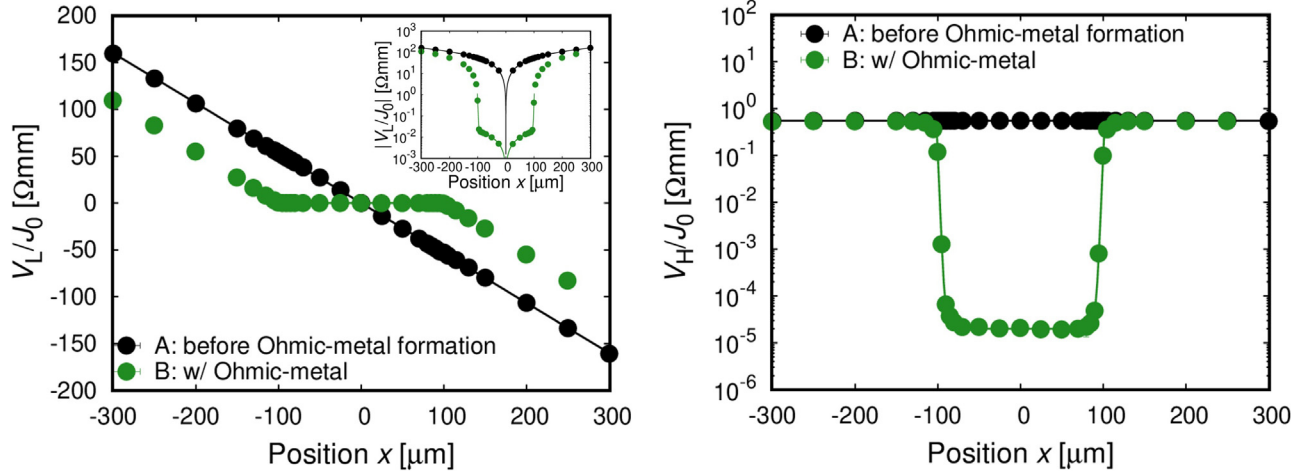 200
150
100
50
0
-50
-100
-150
-200
V_L/J_0 [Ωmm]
-300 -200 -100 0 100 200 300
Position x [μm]
A: before Ohmic-metal formation
B: w/ Ohmic-metal
10^3
10^2
10^1
10^0
10^-1
10^-2
10^-3
|V_L/J_0| [Ωmm]
-300 -200 -100 0 100 200 300
Position x [μm]
10^2
10^1
10^0
10^-1
10^-2
10^-3
10^-4
10^-5
10^-6
V_H/J_0 [Ωmm]
A: before Ohmic-metal formation
B: w/ Ohmic-metal
-300 -200 -100 0 100 200 300
Position x [μm]